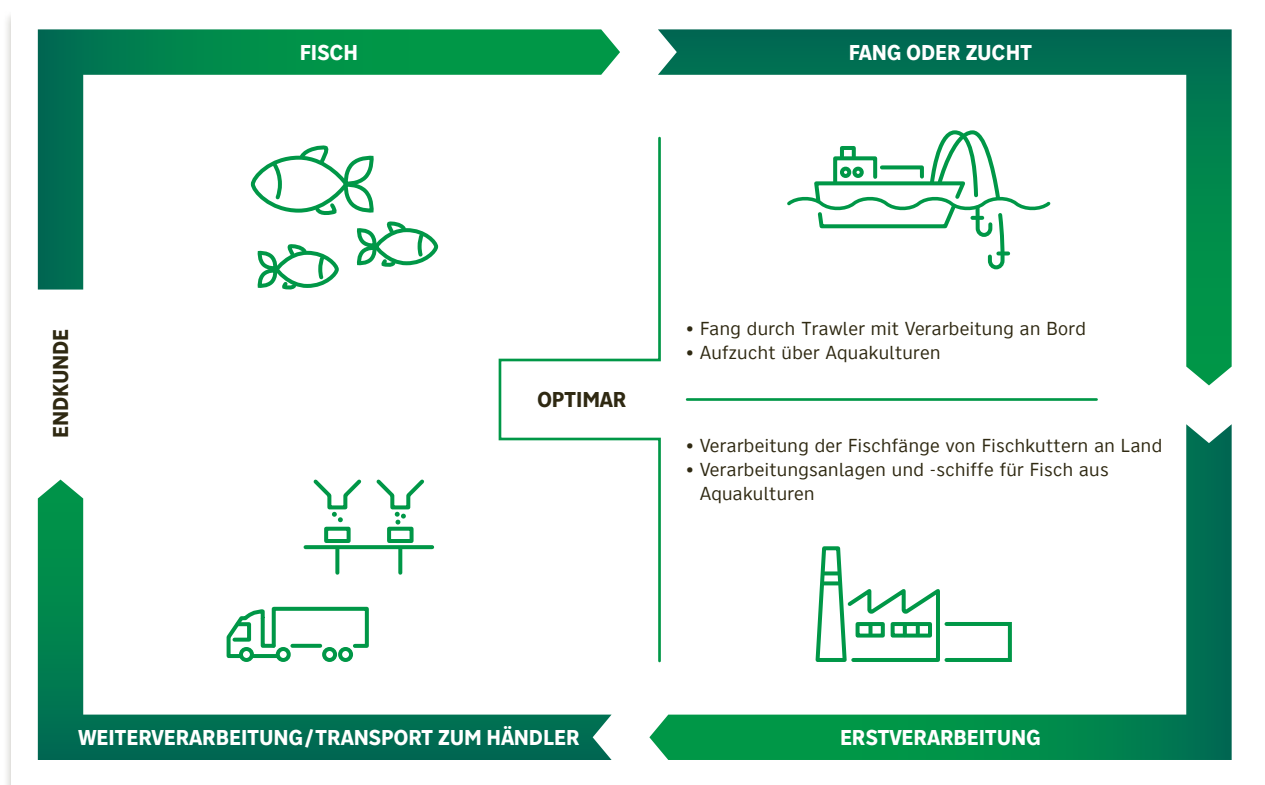 FISCH
FANG ODER ZUCHT
ENDKUNDE
• Fang durch Trawler mit Verarbeitung an Bord
• Aufzucht über Aquakulturen
OPTIMAR
• Verarbeitung der Fischfänge von Fischkuttern an Land
• Verarbeitungsanlagen und -schiffe für Fisch aus
Aquakulturen
WEITERVERARBEITUNG/TRANSPORT ZUM HÄNDLER
ERSTVERARBEITUNG